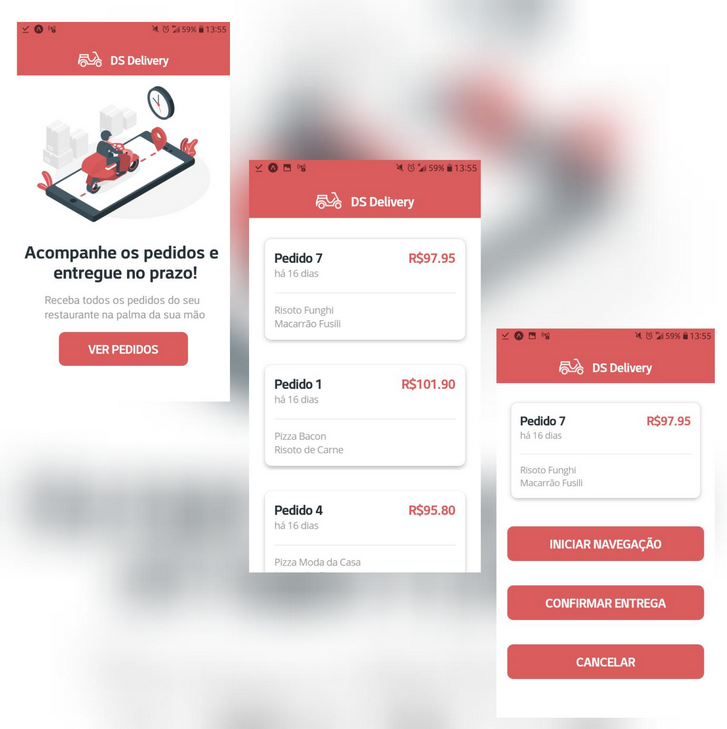 59% 13:55
DS Delivery
Acompanhe os pedidos e
entregue no prazo!
Receba todos os pedidos do seu
restaurante na palma da sua mão
VER PEDIDOS
59% 13:55
DS Delivery
Pedido 7 R$97.95
há 16 dias
Risoto Funghi
Macarrão Fusili
Pedido 1 R$101.90
há 16 dias
Pizza Bacon
Risoto de Carne
Pedido 4 R$95.80
há 16 dias
Pizza Moda da Casa
59% 13:55
DS Delivery
Pedido 7 R$97.95
há 16 dias
Risoto Funghi
Macarrão Fusili
INICIAR NAVEGAÇÃO
CONFIRMAR ENTREGA
CANCELAR